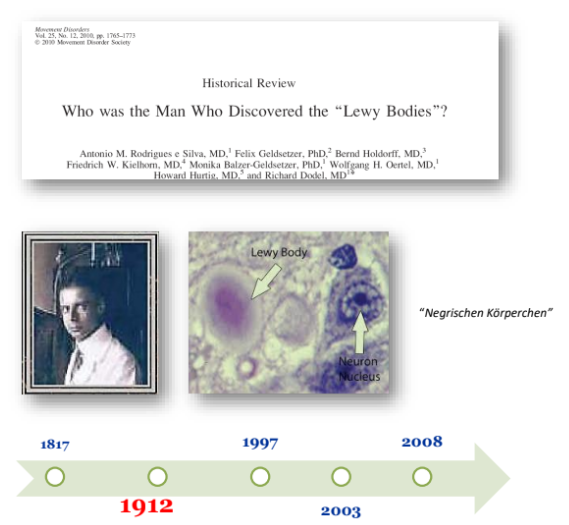 Movement Disorders
Vol. 25, No. 12, 2010, pp. 1765–1773
© 2010 Movement Disorder Society
Historical Review
Who was the Man Who Discovered the “Lewy Bodies”?
Antonio M. Rodrigues e Silva, MD,1 Felix Geldsetzer, PhD,2 Bernd Holdorff, MD,3
Friedrich W. Kielhorn, MD,4 Monika Balzer-Geldsetzer, PhD,1 Wolfgang H. Oertel, MD,1
Howard Hurtig, MD,5 and Richard Dodel, MD1*
Lewy Body
Neuron
Nucleus
“Negrischen Körperchen”
1817
1997
2008
1912
2003